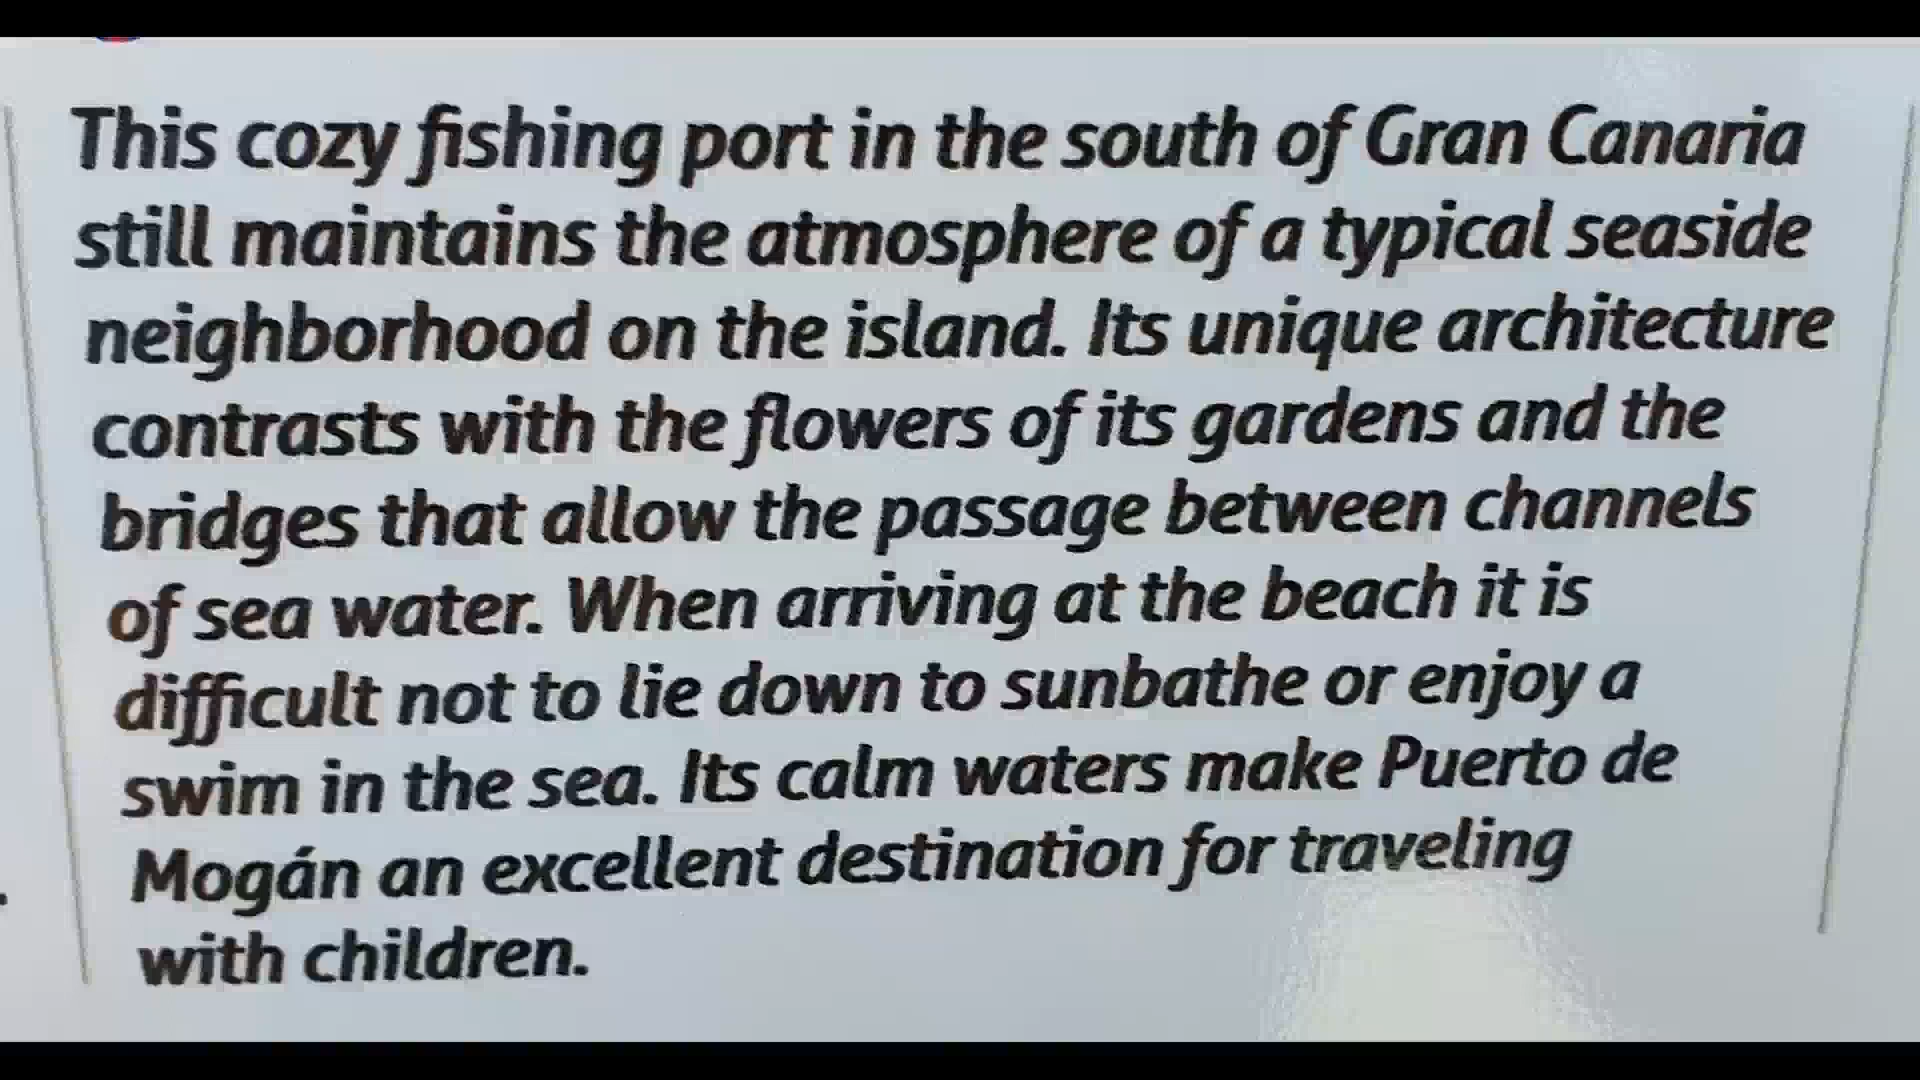 This cozy fishing port in the south of Gran Canaria
still maintains the atmosphere of a typical seaside
neighborhood on the island. Its unique architecture
contrasts with the flowers of its gardens and the
bridges that allow the passage between channels
of sea water. When arriving at the beach it is
difficult not to lie down to sunbathe or enjoy a
swim in the sea. Its calm waters make Puerto de
Mogán an excellent destination for traveling
with children.